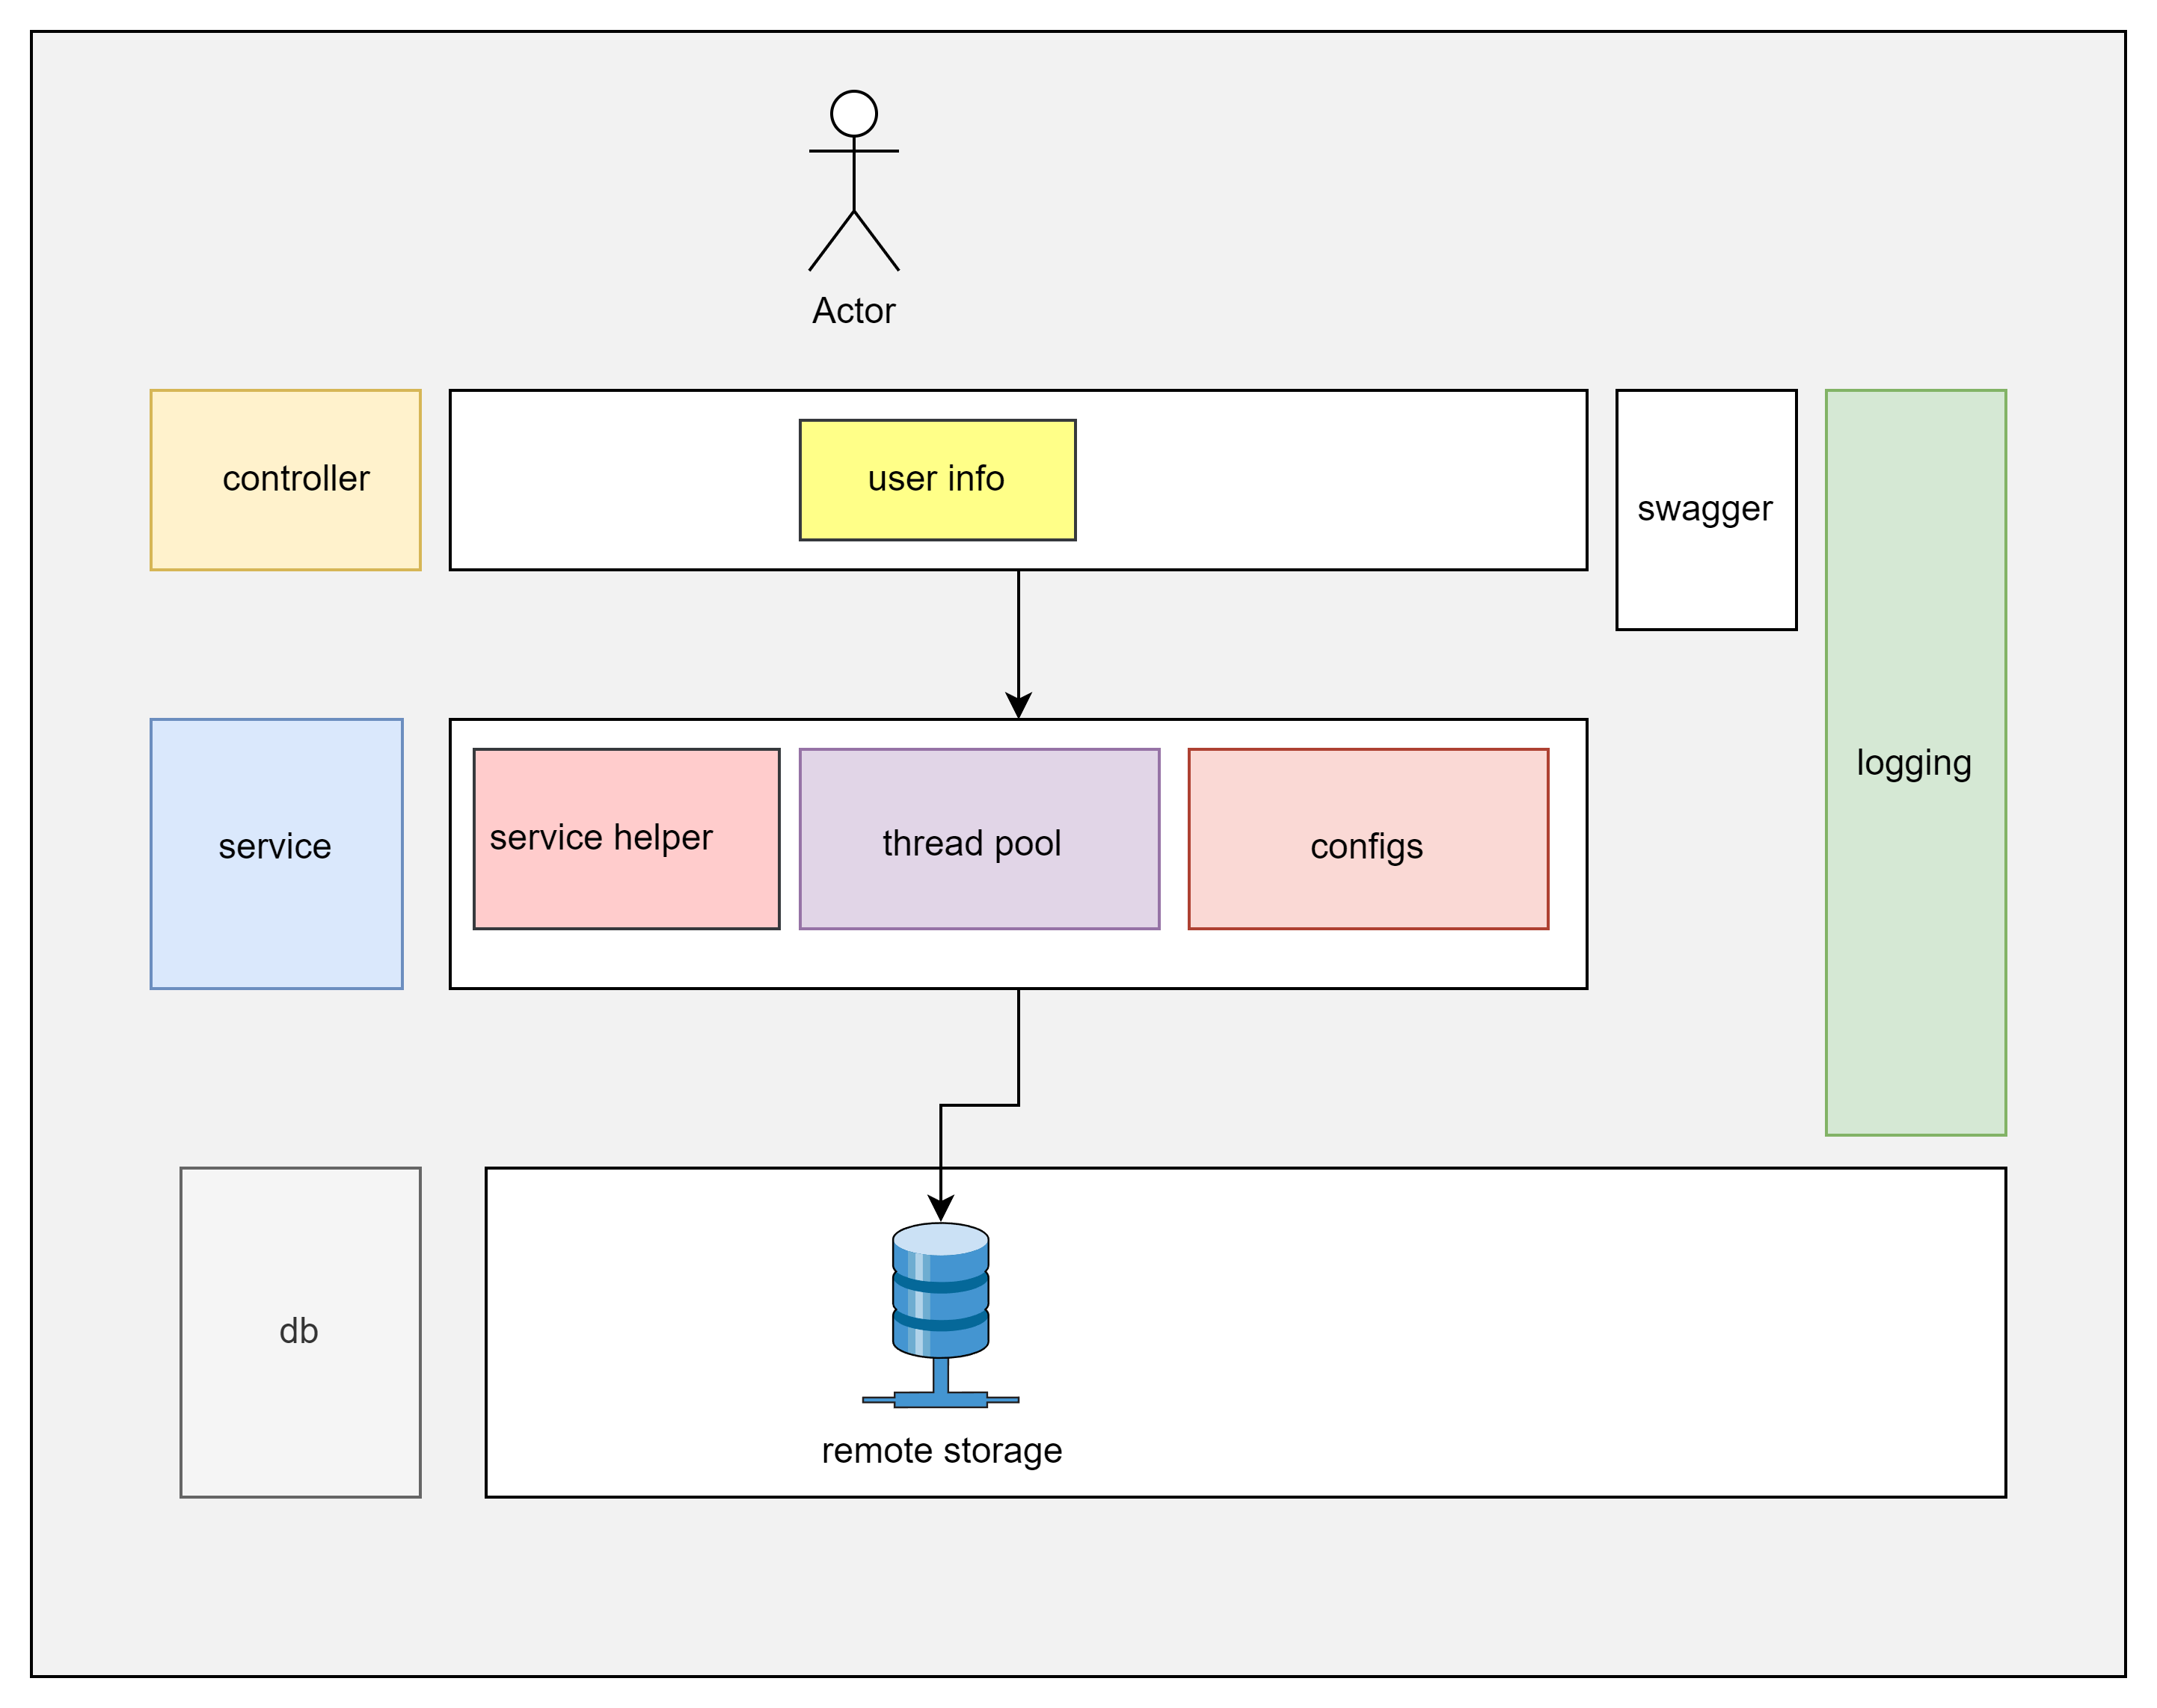 Actor
controller
user info
swagger
logging
service
service helper
thread pool
configs
db
remote storage